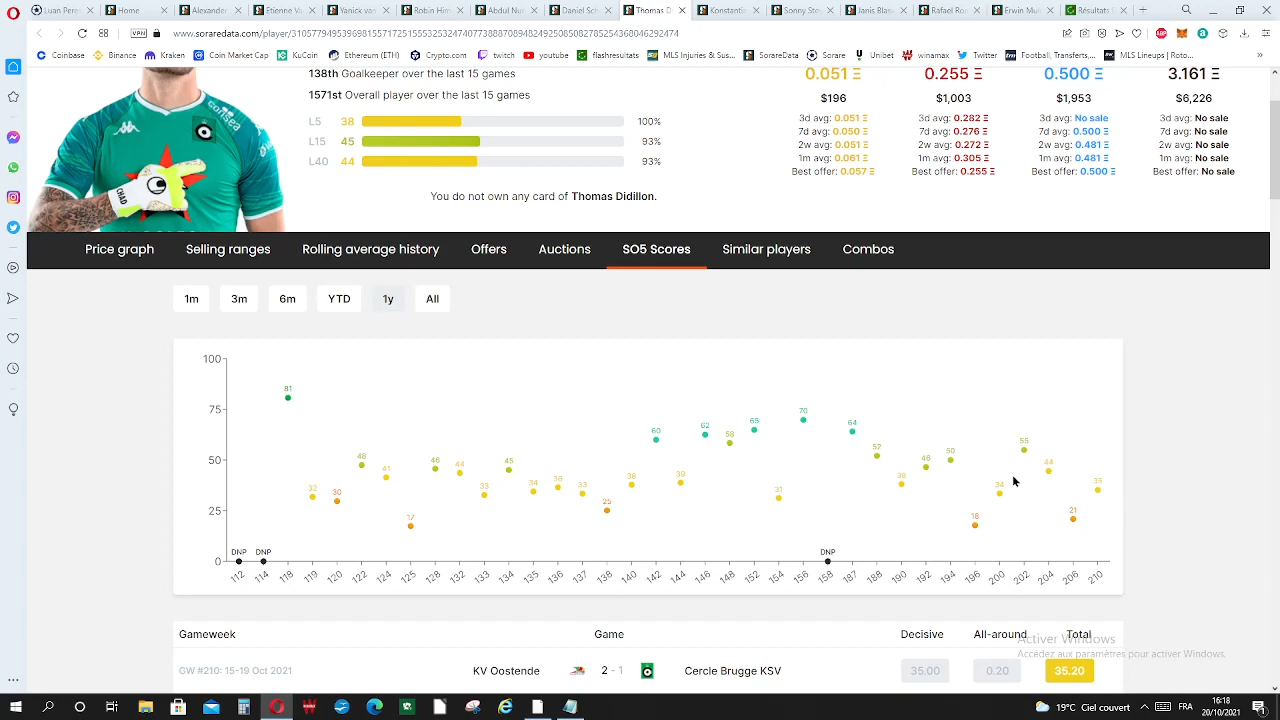 Luan Peres
Home
Etienne Va
Yannick va
Robin Him
Abdul Nur
Daniel Sch
Thomas Di
Konstantin
Sonny Ste
Janis Blas
Rafael Ro
Alvaro Gon
Résultats
VPN
www.soraredata.com/player/
Coinbase
Binance
Kraken
Coin Market Cap
KuCoin
Ethereum (ETH)
Crypto.com
twitch
youtube
flashresultats
MLS Injuries & Sus...
SorareData
Sorare
Unibet
winamax
Twitter
Football, Transfers,...
MLS Lineups | Roto...
138th Goalkeeper over the last 15 games
1571st Overall player over the last 15 games
L5 38 100%
L15 45 93%
L40 44 93%
You do not own any card of Thomas Didillon.
0.051 Ξ 0.255 Ξ 0.500 Ξ 3.161 Ξ
$196 $1,003 $1,953 $6,226
3d avg: 0.051 Ξ 3d avg: 0.282 Ξ 3d avg: No sale 3d avg: No sale
7d avg: 0.050 Ξ 7d avg: 0.276 Ξ 7d avg: 0.500 Ξ 7d avg: No sale
2w avg: 0.051 Ξ 2w avg: 0.272 Ξ 2w avg: 0.481 Ξ 2w avg: No sale
1m avg: 0.061 Ξ 1m avg: 0.305 Ξ 1m avg: 0.481 Ξ 1m avg: No sale
Best offer: 0.057 Ξ Best offer: 0.255 Ξ Best offer: 0.500 Ξ Best offer: No sale
Price graph Selling ranges Rolling average history Offers Auctions SO5 Scores Similar players Combos
1m 3m 6m YTD 1y All
100
75
50
25
0
DNP DNP 81 32 30 48 41 17 46 44 33 45 34 36 33 25 38 60 39 62 58 65 31 70 DNP 64 52 38 46 50 18 34 55 44 21 35
112 114 118 119 120 122 124 125 128 132 133 134 135 136 137 138 140 142 144 146 148 152 154 156 158 187 188 190 192 194 196 200 202 204 206 210
Gameweek Game Decisive All-around Total
GW #210: 15-19 Oct 2021 KV Oostende 2 - 1 Cercle Brugge KSV 35.00 0.20 35.20
Activer Windows
Accédez aux paramètres pour activer Windows.
19°C
FRA
FR
16:18
20/10/2021